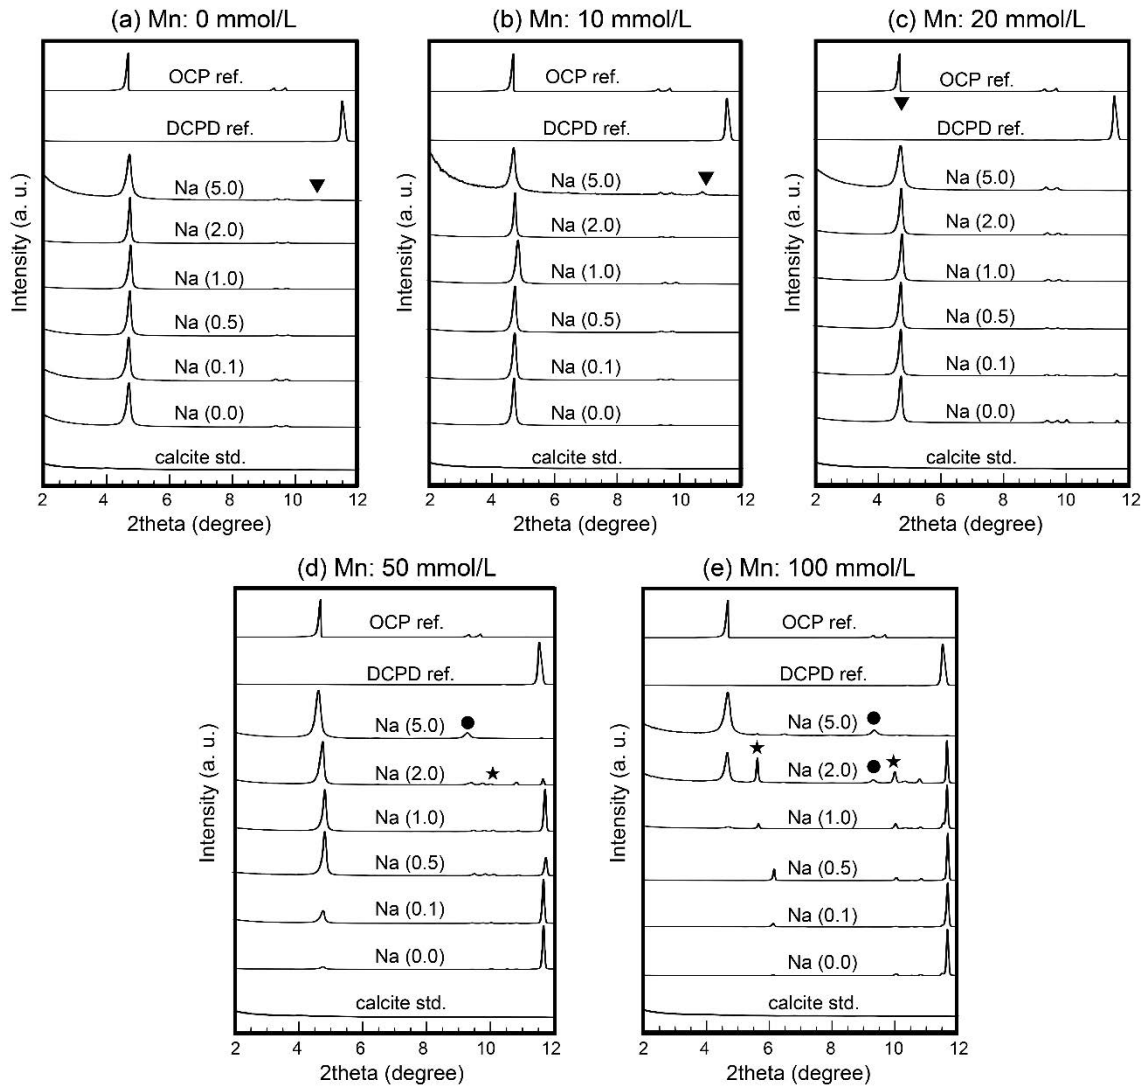 (a) Mn: 0 mmol/L
OCP ref.
DCPD ref.
Na (5.0)
Na (2.0)
Na (1.0)
Na (0.5)
Na (0.1)
Na (0.0)
calcite std.
Intensity (a. u.)
2 4 6 8 10 12
2theta (degree)
(b) Mn: 10 mmol/L
OCP ref.
DCPD ref.
Na (5.0)
Na (2.0)
Na (1.0)
Na (0.5)
Na (0.1)
Na (0.0)
calcite std.
Intensity (a. u.)
2 4 6 8 10 12
2theta (degree)
(c) Mn: 20 mmol/L
OCP ref.
DCPD ref.
Na (5.0)
Na (2.0)
Na (1.0)
Na (0.5)
Na (0.1)
Na (0.0)
calcite std.
Intensity (a. u.)
2 4 6 8 10 12
2theta (degree)
(d) Mn: 50 mmol/L
OCP ref.
DCPD ref.
Na (5.0)
Na (2.0)
Na (1.0)
Na (0.5)
Na (0.1)
Na (0.0)
calcite std.
Intensity (a. u.)
2 4 6 8 10 12
2theta (degree)
(e) Mn: 100 mmol/L
OCP ref.
DCPD ref.
Na (5.0)
Na (2.0)
Na (1.0)
Na (0.5)
Na (0.1)
Na (0.0)
calcite std.
Intensity (a. u.)
2 4 6 8 10 12
2theta (degree)